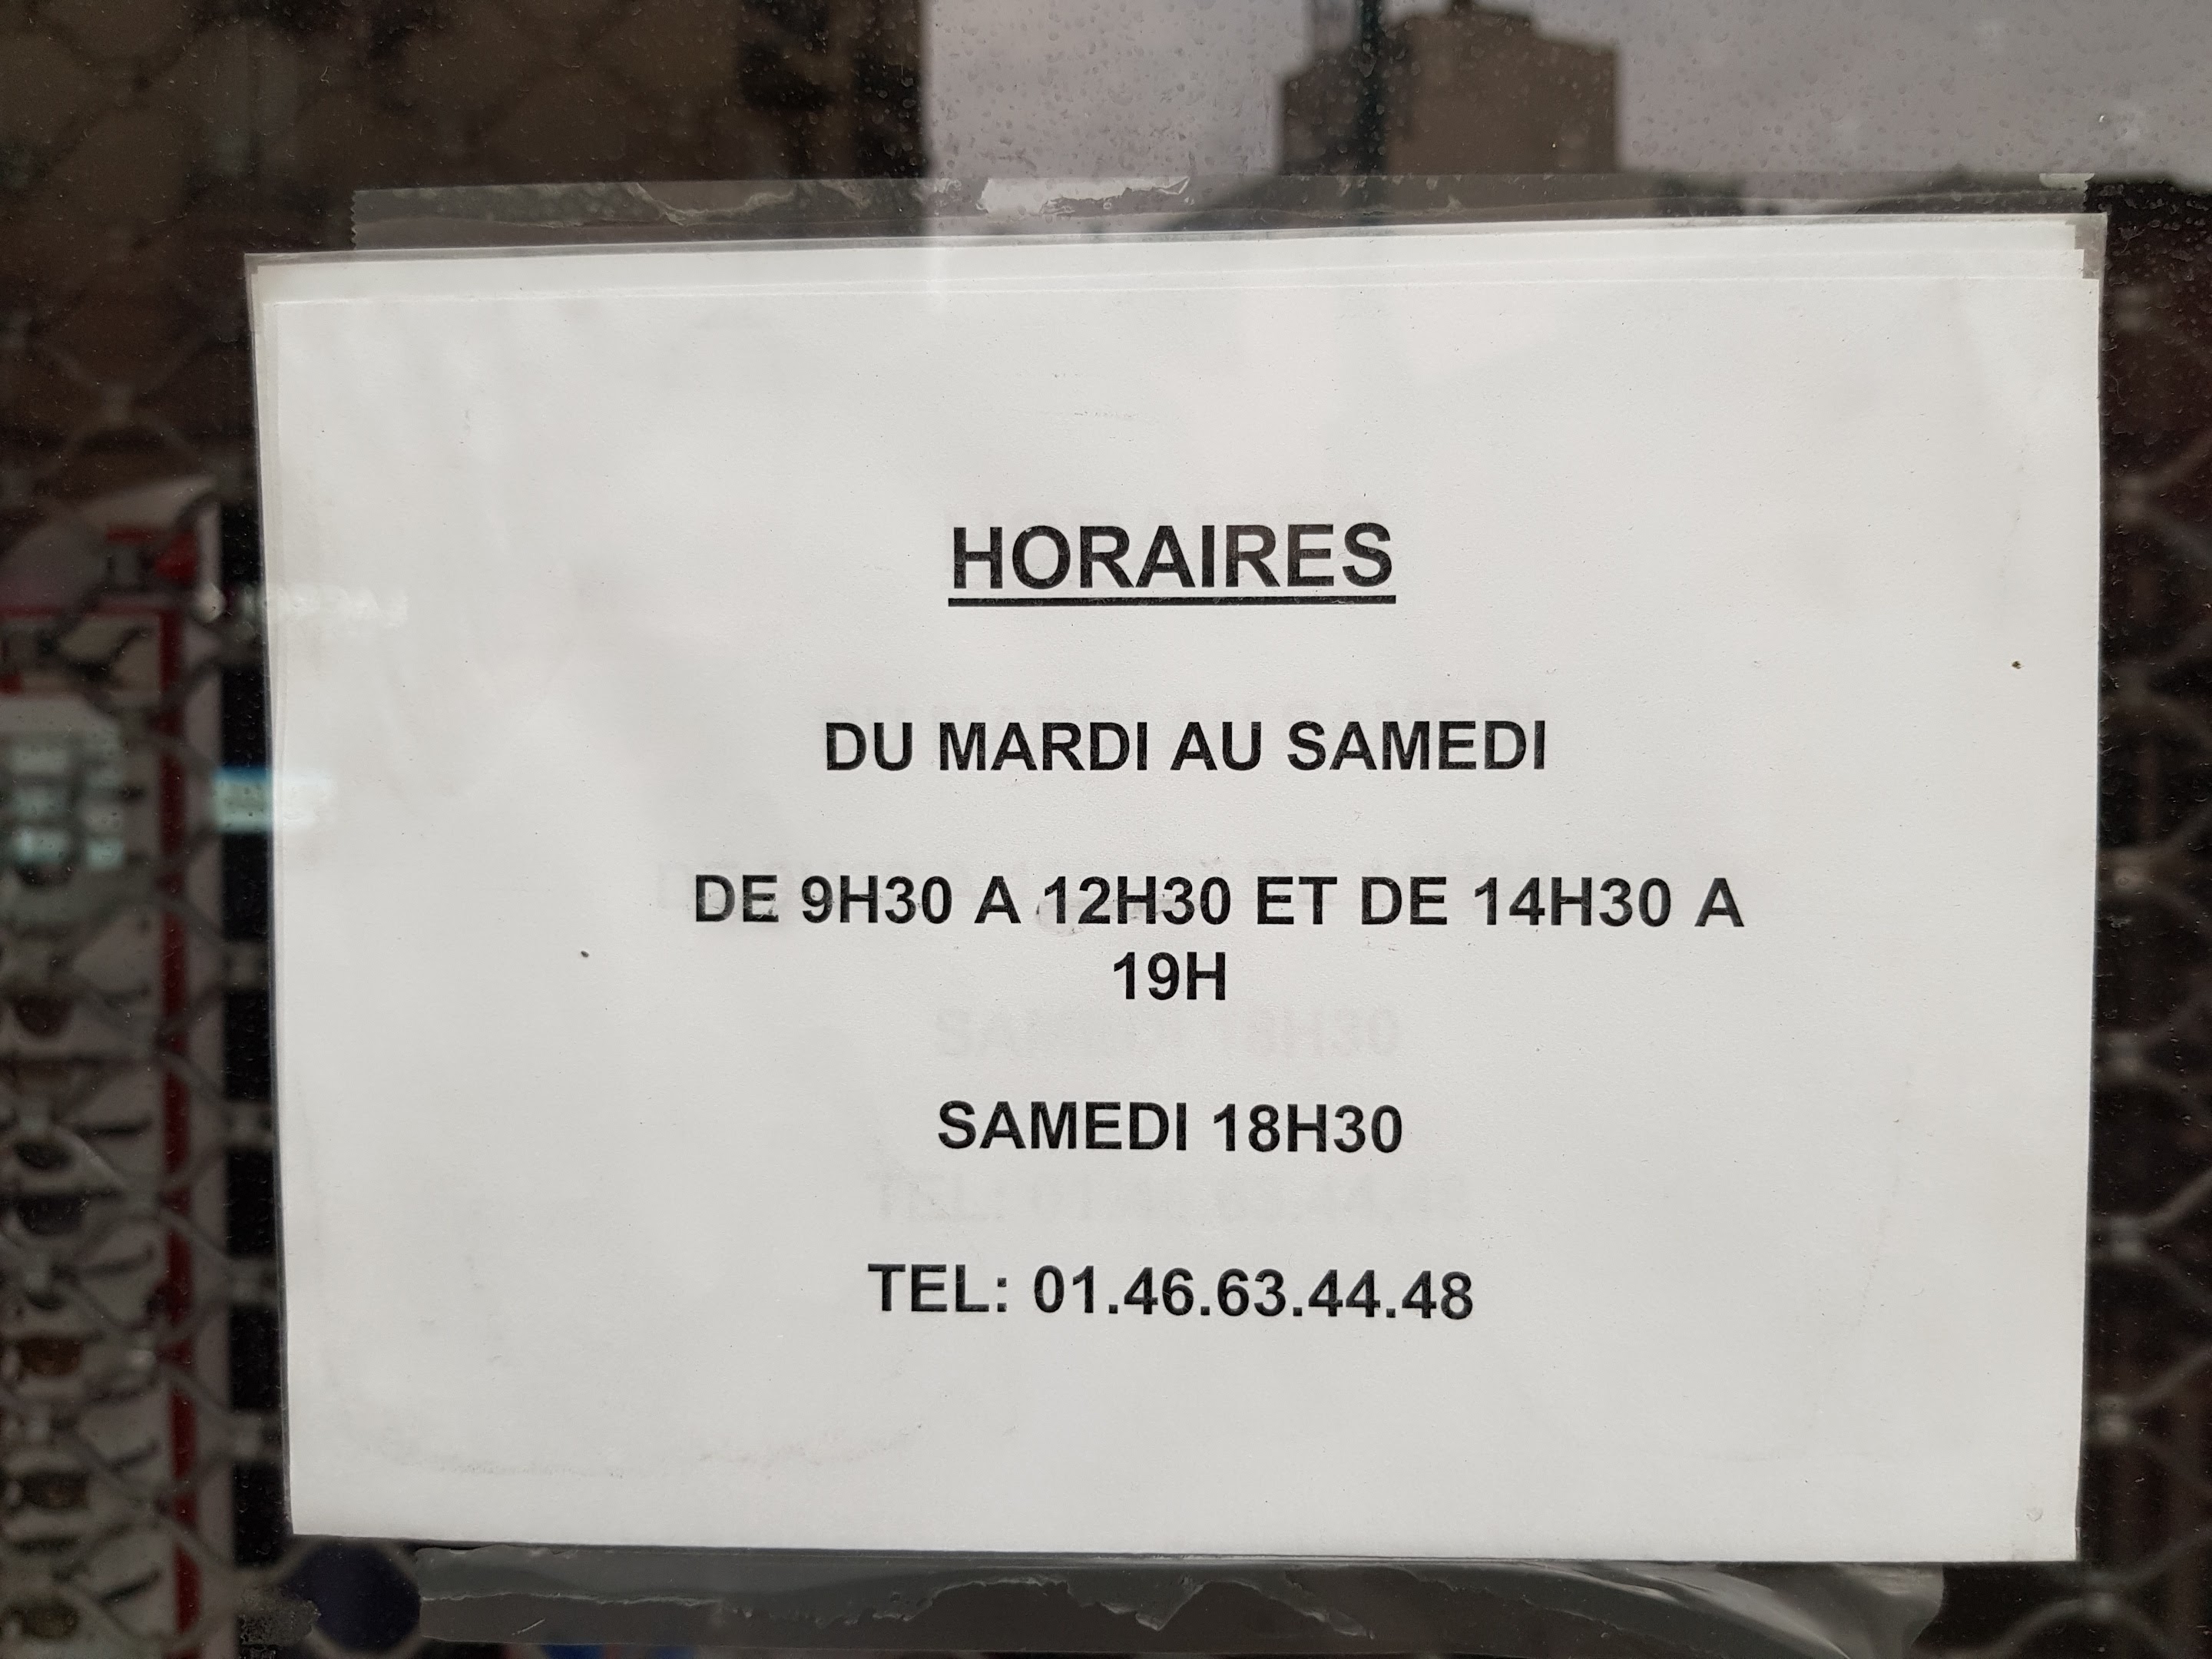 HORAIRES
DU MARDI AU SAMEDI
DE 9H30 A 12H30 ET DE 14H30 A
19H
SAMEDI 18H30
TEL: 01.46.63.44.48